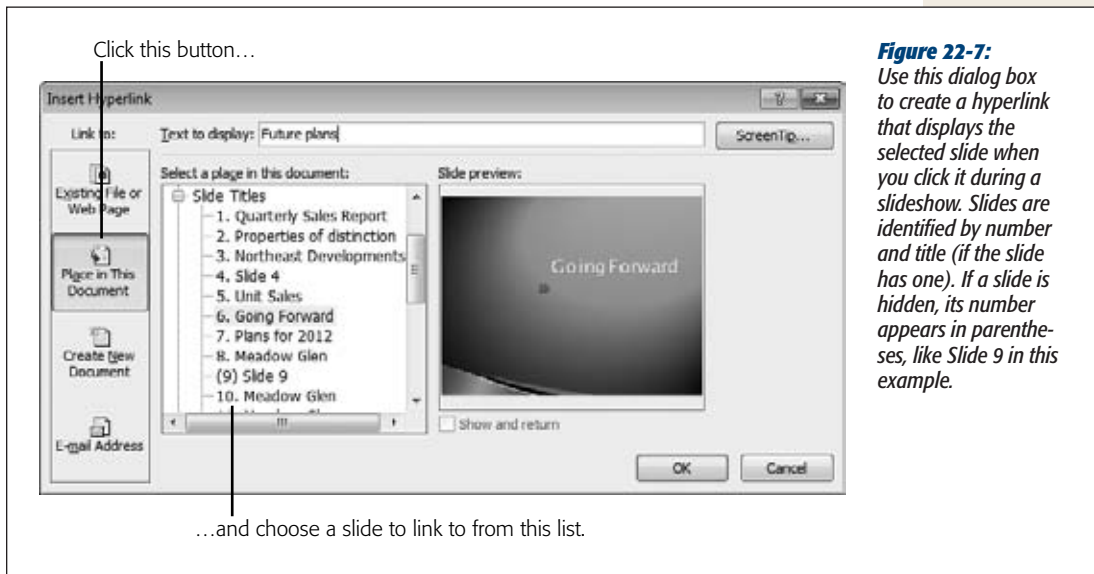 Click this button…
Insert Hyperlink
Link to:
Text to display: Future plans
ScreenTip...
Existing File or
Web Page
Place in This
Document
Create New
Document
E-mail Address
Select a place in this document:
Slide Titles
1. Quarterly Sales Report
2. Properties of distinction
3. Northeast Developments
4. Slide 4
5. Unit Sales
6. Going Forward
7. Plans for 2012
8. Meadow Glen
(9) Slide 9
10. Meadow Glen
Slide preview:
Going Forward
Show and return
OK
Cancel
…and choose a slide to link to from this list.
Figure 22-7:
Use this dialog box
to create a hyperlink
that displays the
selected slide when
you click it during a
slideshow. Slides are
identified by number
and title (if the slide
has one). If a slide is
hidden, its number
appears in parenthe-
ses, like Slide 9 in this
example.